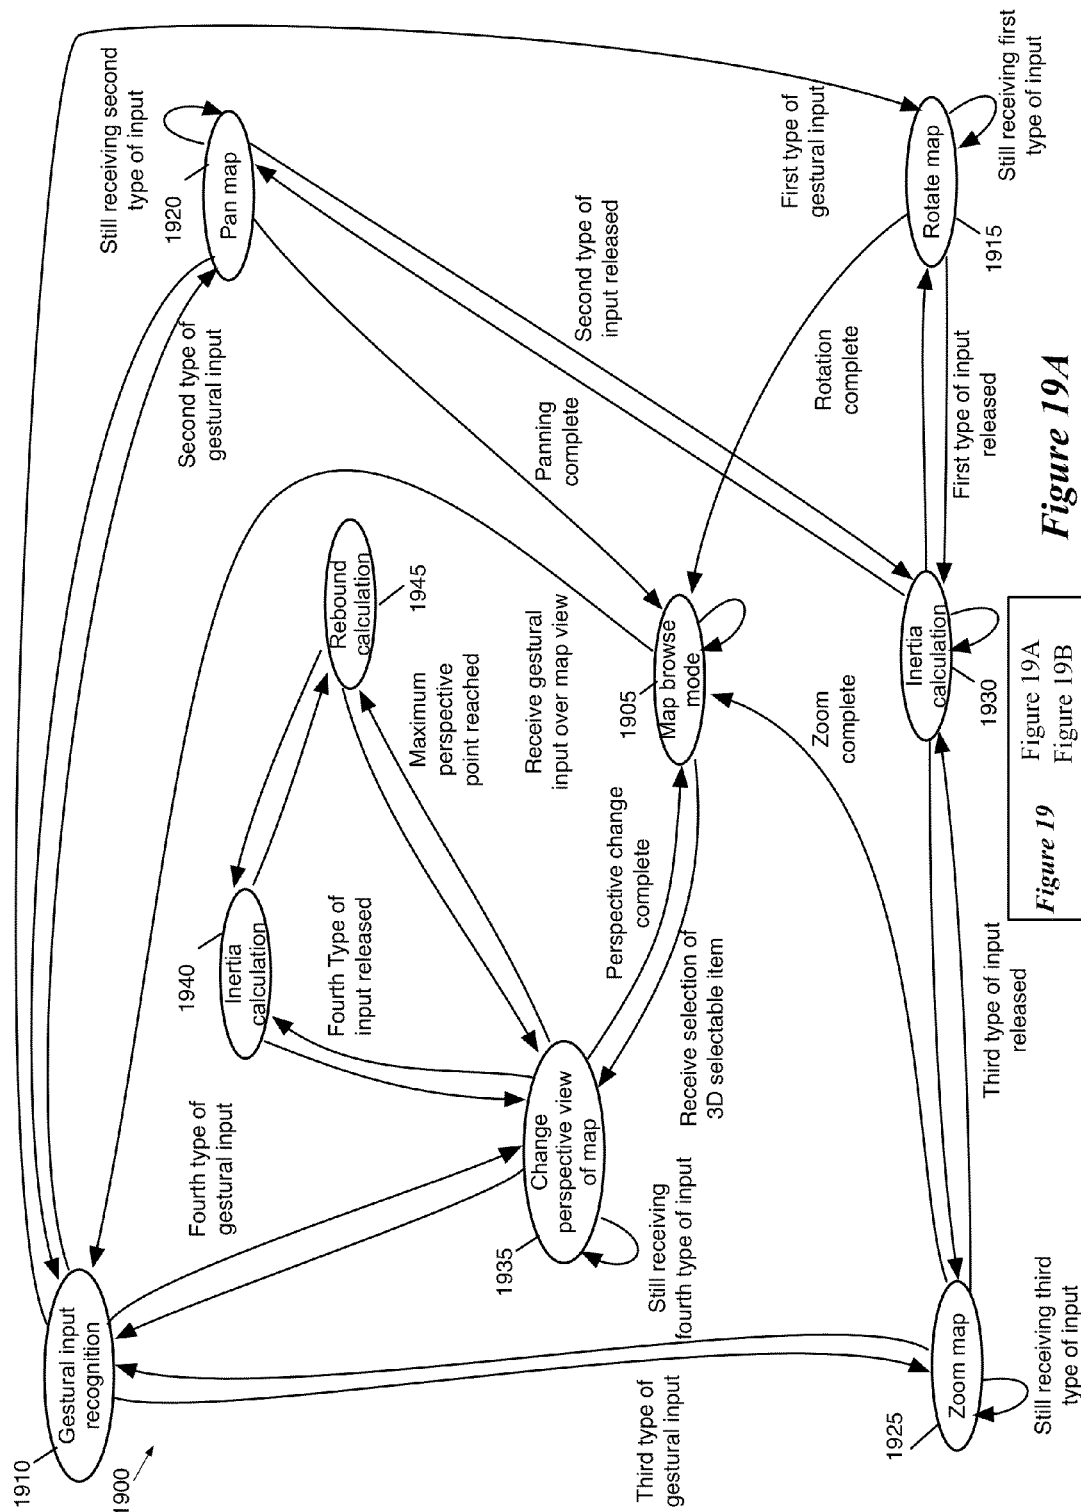 1900
1910
Gestural input
recognition
Fourth type of
gestural input
Second type of
gestural input
Still receiving second
type of input
1920
Pan map
1940
Inertia
calculation
Fourth Type of
input released
Rebound
calculation
1945
Maximum
perspective
point reached
Receive gestural
input over map view
Panning
complete
Second type of
input released
First type of
gestural input
1935
Change
perspective view
of map
Still receiving
fourth type of input
Perspective change
complete
Receive selection of
3D selectable item
1905
Map browse
mode
Zoom
complete
Rotation
complete
Third type of
gestural input
1925
Zoom map
Still receiving third
type of input
Third type of input
released
Inertia
calculation
1930
First type of input
released
Rotate map
1915
Still receiving first
type of input
Figure 19
Figure 19A
Figure 19B
Figure 19A